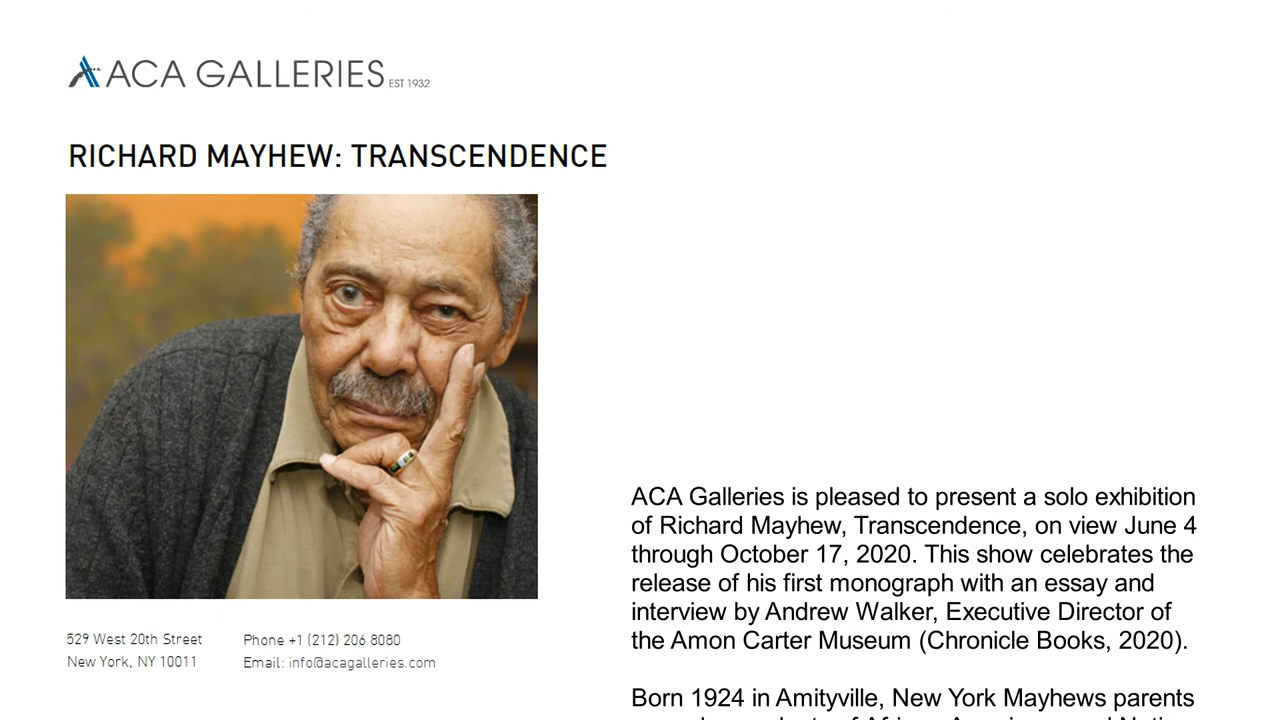 ACA GALLERIES EST 1932
RICHARD MAYHEW: TRANSCENDENCE
529 West 20th Street
New York, NY 10011
Phone +1 (212) 206 8080
Email: info@acagalleries.com
ACA Galleries is pleased to present a solo exhibition
of Richard Mayhew, Transcendence, on view June 4
through October 17, 2020. This show celebrates the
release of his first monograph with an essay and
interview by Andrew Walker, Executive Director of
the Amon Carter Museum (Chronicle Books, 2020).
Born 1924 in Amityville, New York Mayhews parents